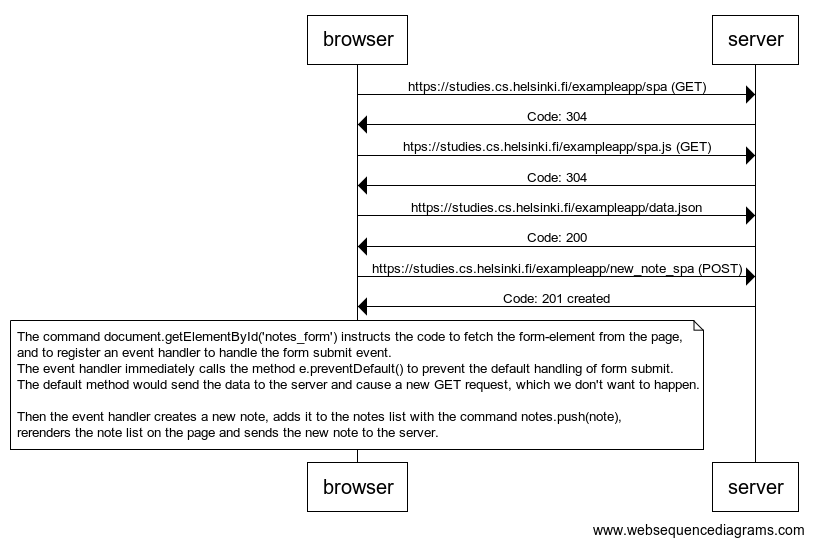 browser
server
https://studies.cs.helsinki.fi/exampleapp/spa (GET)
Code: 304
htps://studies.cs.helsinki.fi/exampleapp/spa.js (GET)
Code: 304
https://studies.cs.helsinki.fi/exampleapp/data.json
Code: 200
https://studies.cs.helsinki.fi/exampleapp/new_note_spa (POST)
Code: 201 created
The command document.getElementById('notes_form') instructs the code to fetch the form-element from the page,
and to register an event handler to handle the form submit event.
The event handler immediately calls the method e.preventDefault() to prevent the default handling of form submit.
The default method would send the data to the server and cause a new GET request, which we don't want to happen.
Then the event handler creates a new note, adds it to the notes list with the command notes.push(note),
rerenders the note list on the page and sends the new note to the server.
browser
server
www.websequencediagrams.com